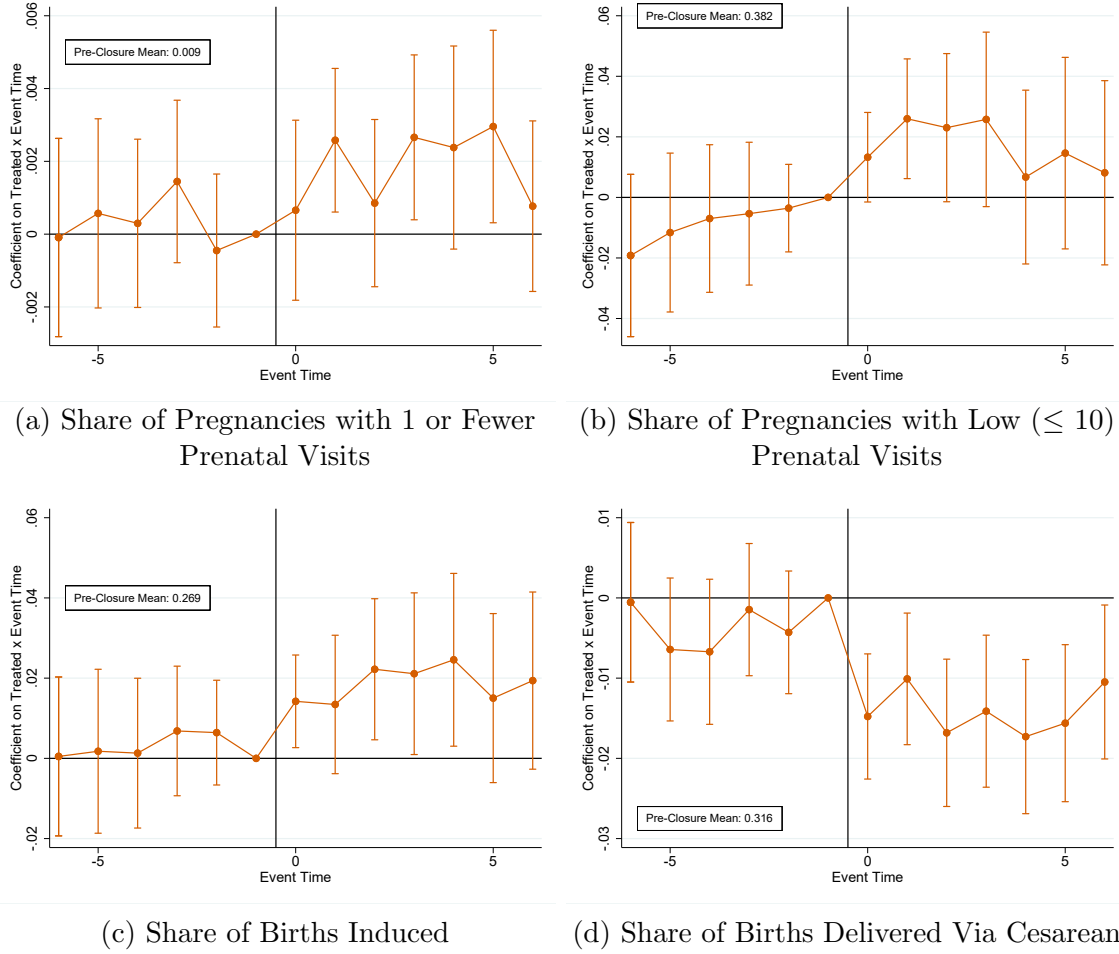 Coefficient on Treated x Event Time
.006
.004
.002
0
-.002
Pre-Closure Mean: 0.009
-5
0
5
Event Time
(a) Share of Pregnancies with 1 or Fewer
Prenatal Visits
Coefficient on Treated x Event Time
.06
.04
.02
0
-.02
-.04
Pre-Closure Mean: 0.382
-5
0
5
Event Time
(b) Share of Pregnancies with Low (≤ 10)
Prenatal Visits
Coefficient on Treated x Event Time
.06
.04
.02
0
-.02
Pre-Closure Mean: 0.269
-5
0
5
Event Time
(c) Share of Births Induced
Coefficient on Treated x Event Time
.01
0
-.01
-.02
-.03
Pre-Closure Mean: 0.316
-5
0
5
Event Time
(d) Share of Births Delivered Via Cesarean